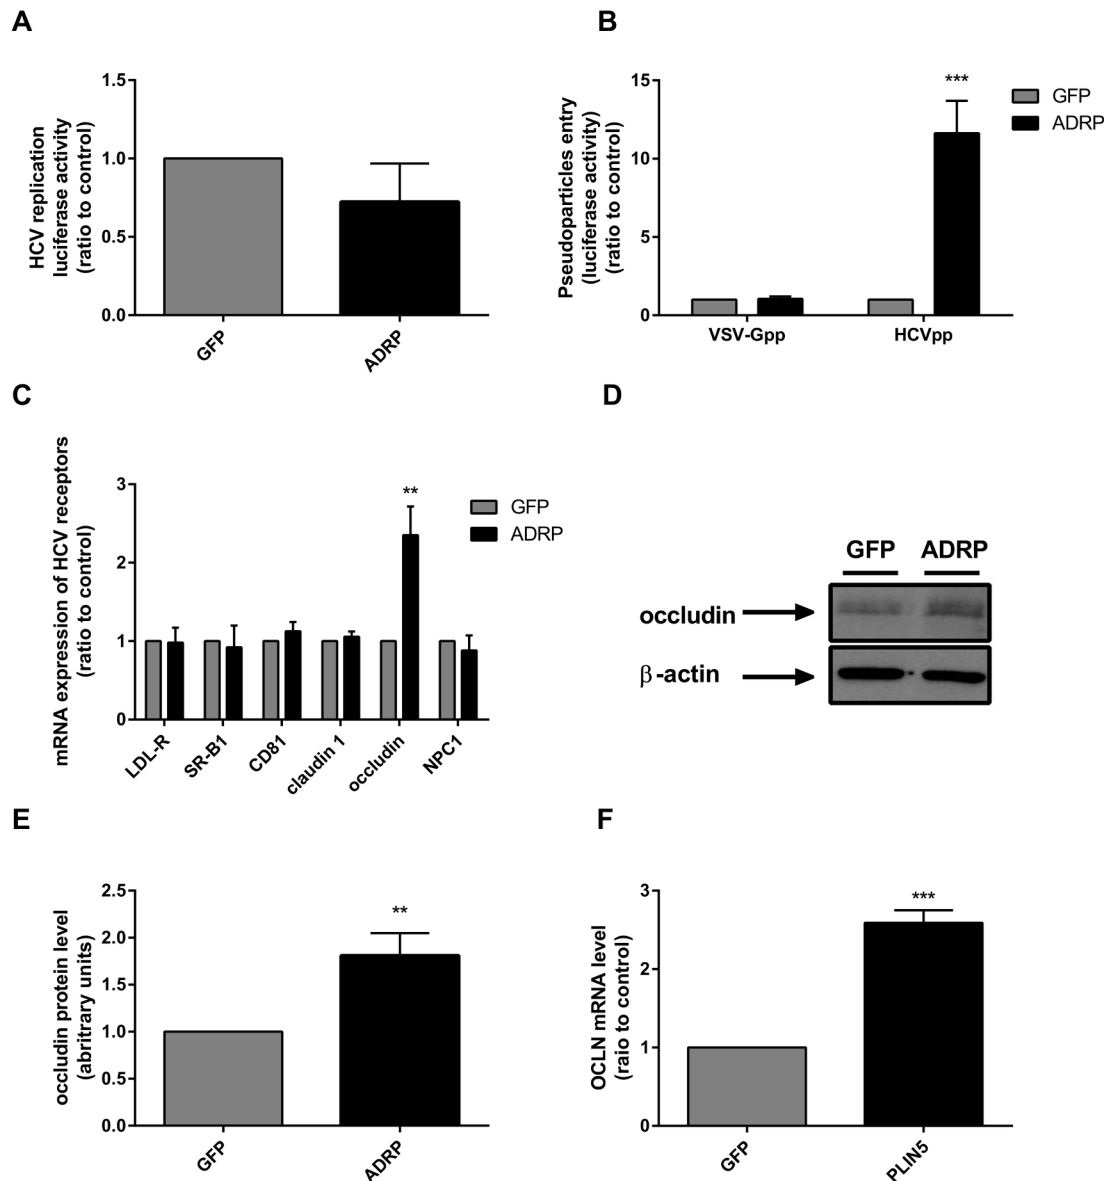 A
HCV replication
luciferase activity
(ratio to control)
1.5
1.0
0.5
0.0
GFP
ADRP
B
Pseudoparticles entry
(luciferase activity)
(ratio to control)
15
10
5
0
***
VSV-Gpp
HCVpp
GFP
ADRP
C
mRNA expression of HCV receptors
(ratio to control)
3
2
1
0
**
LDL-R
SR-B1
CD81
claudin 1
occludin
NPC1
GFP
ADRP
D
GFP ADRP
occludin
β-actin
E
occludin protein level
(abritrary units)
2.5
2.0
1.5
1.0
0.5
0.0
**
GFP
ADRP
F
OCLN mRNA level
(raio to control)
3
2
1
0
***
GFP
PLIN5